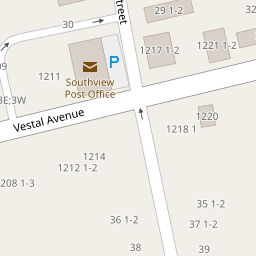 30
Street
29 1-2
1217 1-2
1221 1-2
1211
P
Southview
Post Office
3E;3W
Vestal Avenue
1220
1218 1
1214
1212 1-2
208 1-3
35 1-2
36 1-2
37 1-2
38
39